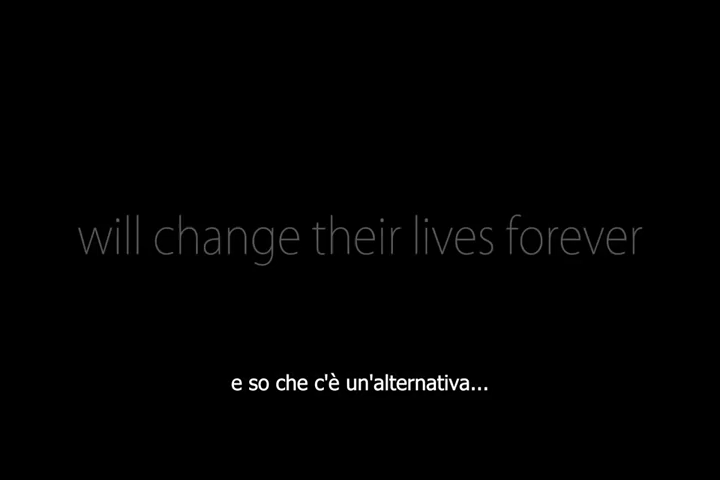 will change their lives forever
e so che c'è un'alternativa...